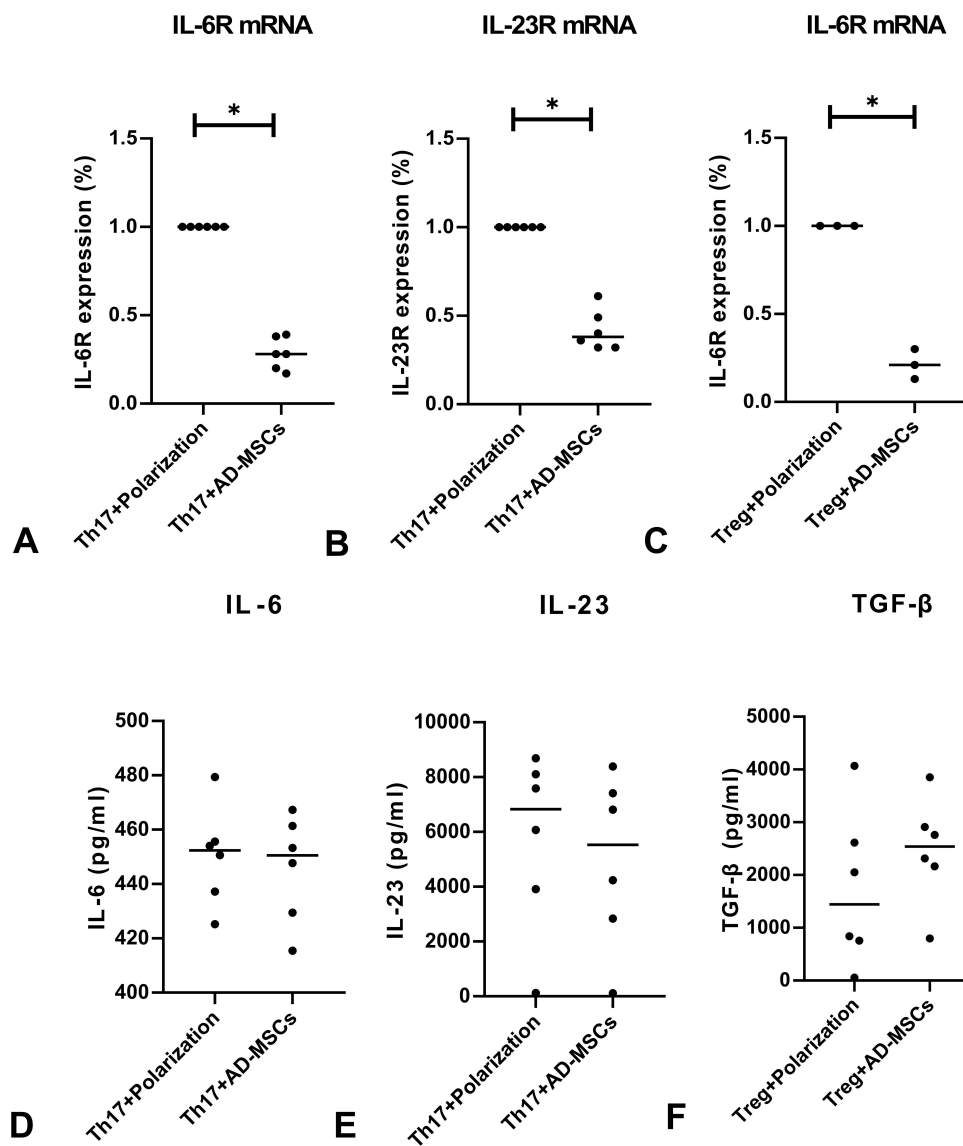 IL-6R mRNA
IL-23R mRNA
IL-6R mRNA
*
*
*
IL-6R expression (%)
1.5
1.0
0.5
0.0
Th17+Polarization
Th17+AD-MSCs
A
IL-23R expression (%)
1.5
1.0
0.5
0.0
Th17+Polarization
Th17+AD-MSCs
B
IL-6R expression (%)
1.5
1.0
0.5
0.0
Treg+Polarization
Treg+AD-MSCs
C
IL-6
IL-23
TGF-β
IL-6 (pg/ml)
500
480
460
440
420
400
Th17+Polarization
Th17+AD-MSCs
D
IL-23 (pg/ml)
10000
8000
6000
4000
2000
0
Th17+Polarization
Th17+AD-MSCs
E
TGF-β (pg/ml)
5000
4000
3000
2000
1000
0
Treg+Polarization
Treg+AD-MSCs
F